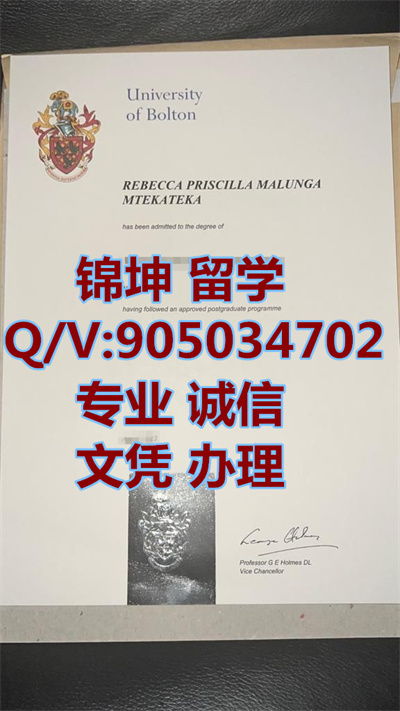 University
of Bolton
REBECCA PRISCILLA MALUNGA
MTEKATEKA
has been admitted to the degree of
锦坤 留学
having followed an approved postgraduate programme
Q/V:905034702
专业 诚信
文凭 办理
Professor G E Holmes DL
Vice Chancellor